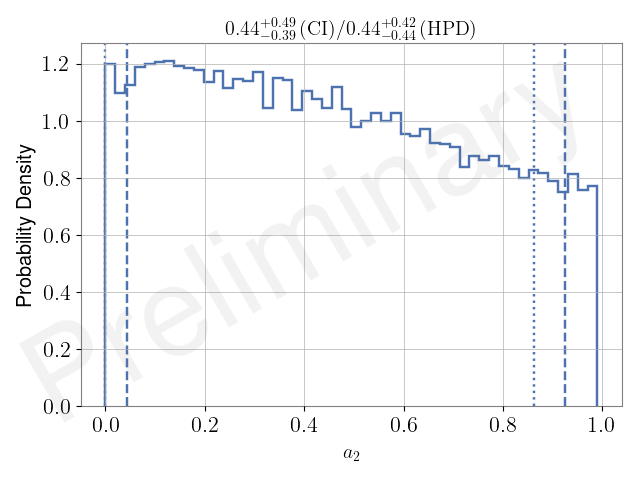 $0.44^{+0.49}_{-0.39}$(CI)/$0.44^{+0.42}_{-0.44}$(HPD)
1.2
1.0
0.8
0.6
0.4
0.2
0.0
Probability Density
Preliminary
0.0 0.2 0.4 0.6 0.8 1.0
$a_2$